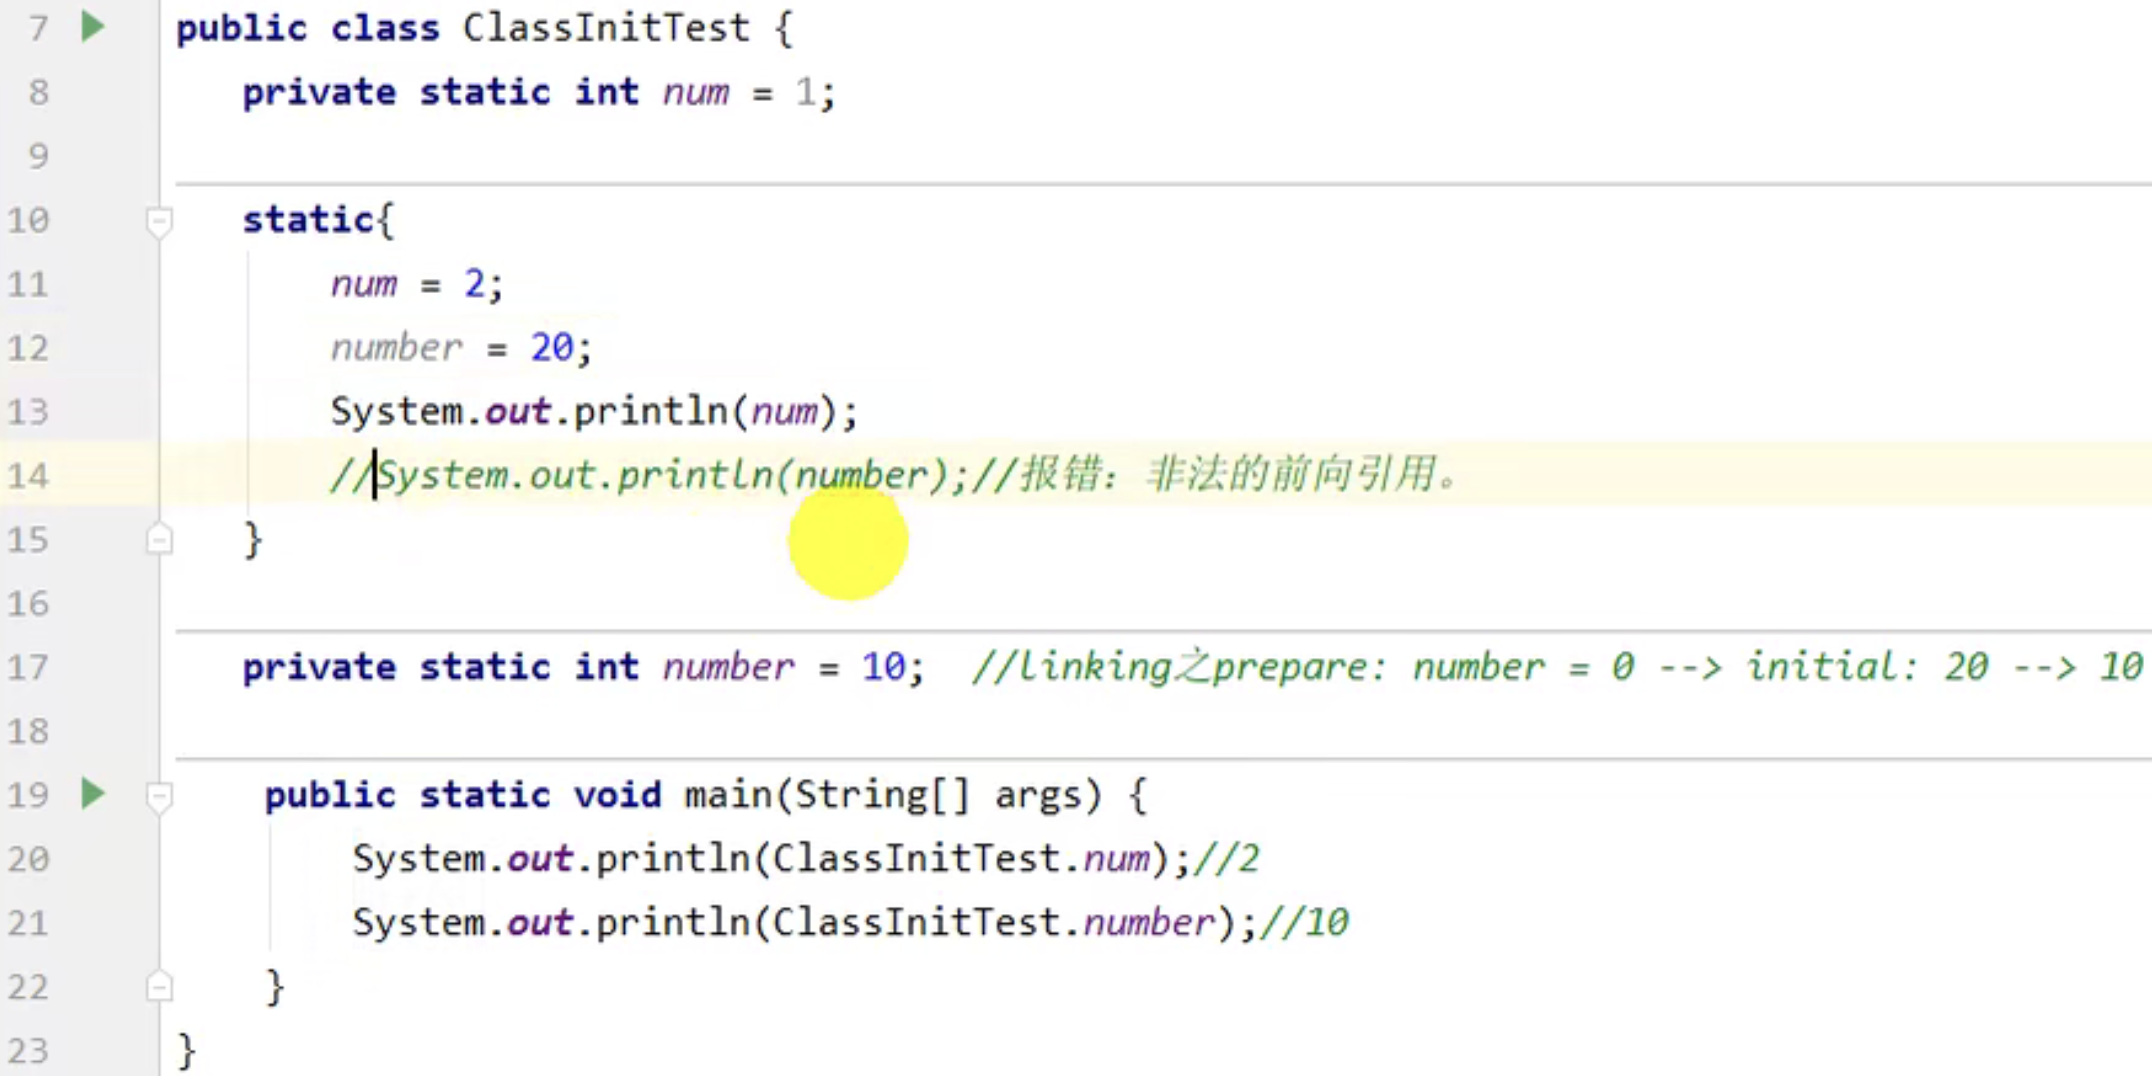 7 public class ClassInitTest {
8 private static int num = 1;
9
10 static{
11 num = 2;
12 number = 20;
13 System.out.println(num);
14 //System.out.println(number);//报错：非法的前向引用。
15 }
16
17 private static int number = 10;  //linking之prepare: number = 0 --> initial: 20 --> 10
18
19 public static void main(String[] args) {
20 System.out.println(ClassInitTest.num);//2
21 System.out.println(ClassInitTest.number);//10
22 }
23 }